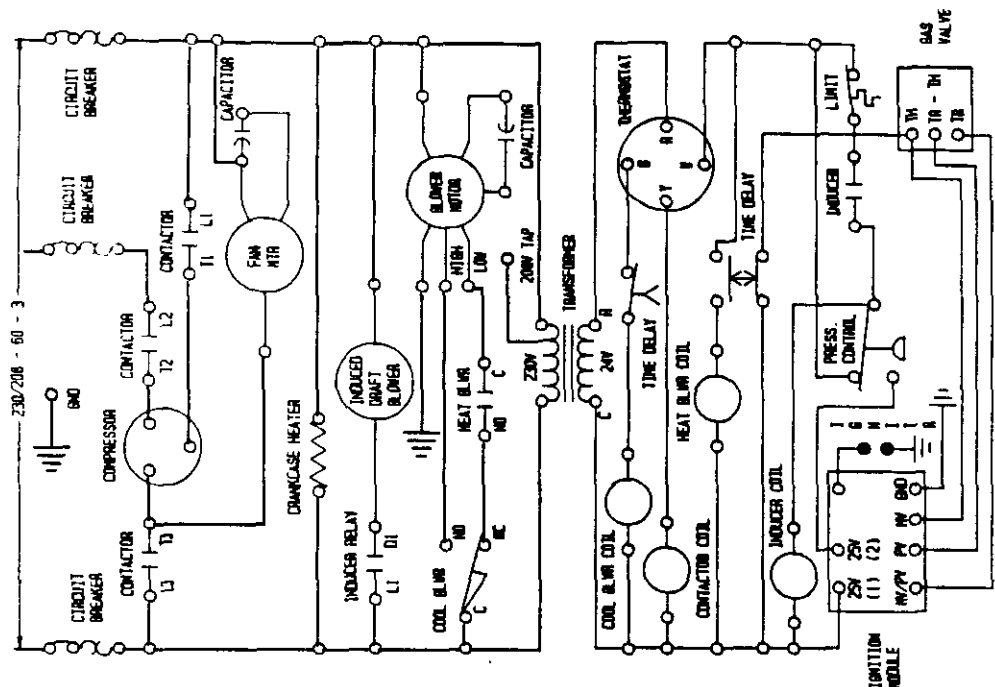 230/208 - 60 - 3
CIRCUIT
BREAKER
CIRCUIT
BREAKER
CIRCUIT
BREAKER
GND
COMPRESSOR
CONTACTOR
L3
T3
CONTACTOR
T2
L2
CONTACTOR
T1
L1
CAPACITOR
FAN
MTR
CRANKCASE HEATER
INDUCED
DRAFT
BLOWER
INDUCER RELAY
L1
D1
BLOWER
MOTOR
CAPACITOR
HIGH
LOW
HEAT BLWR
NO
C
COOL BLWR
C
NO
NC
208V TAP
230V
TRANSFORMER
24V
C
R
THERMOSTAT
R
G
Y
W
TIME DELAY
COOL BLWR COIL
CONTACTOR COIL
HEAT BLWR COIL
TIME DELAY
INDUCER COIL
PRESS.
CONTROL
INDUCER
LIMIT
GAS
VALVE
TH
TR - TH
TR
IGNITION
MODULE
25V
(1)
25V
(2)
MV/PV
PV
MV
GND